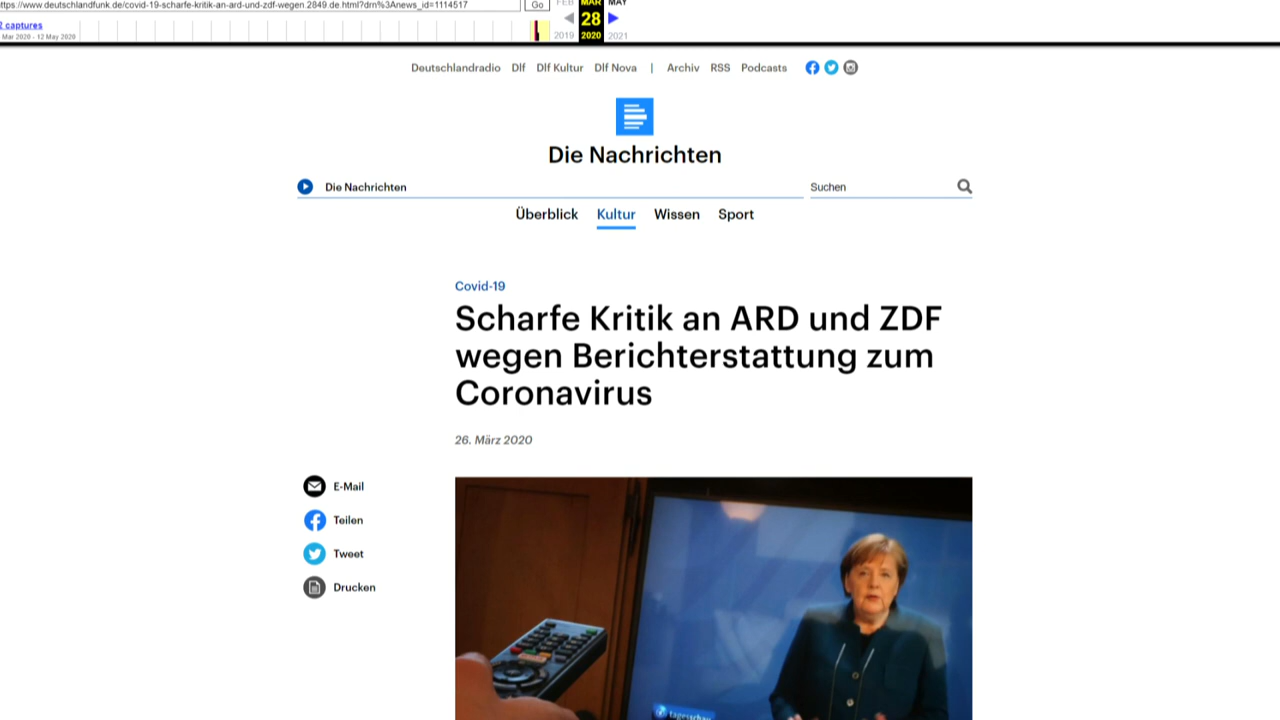 ttps://www.deutschlandfunk.de/covid-19-scharfe-kritik-an-ard-und-zdf-wegen.2849.de.html?drn%3Anews_id=1114517 Go FEB MAR MAY
2 captures 28
Mar 2020 - 12 May 2020 2019 2020 2021
Deutschlandradio Dlf Dlf Kultur Dlf Nova | Archiv RSS Podcasts
Die Nachrichten
Die Nachrichten Suchen
Überblick Kultur Wissen Sport
Covid-19
Scharfe Kritik an ARD und ZDF
wegen Berichterstattung zum
Coronavirus
26. März 2020
E-Mail
Teilen
Tweet
Drucken
tagesschau